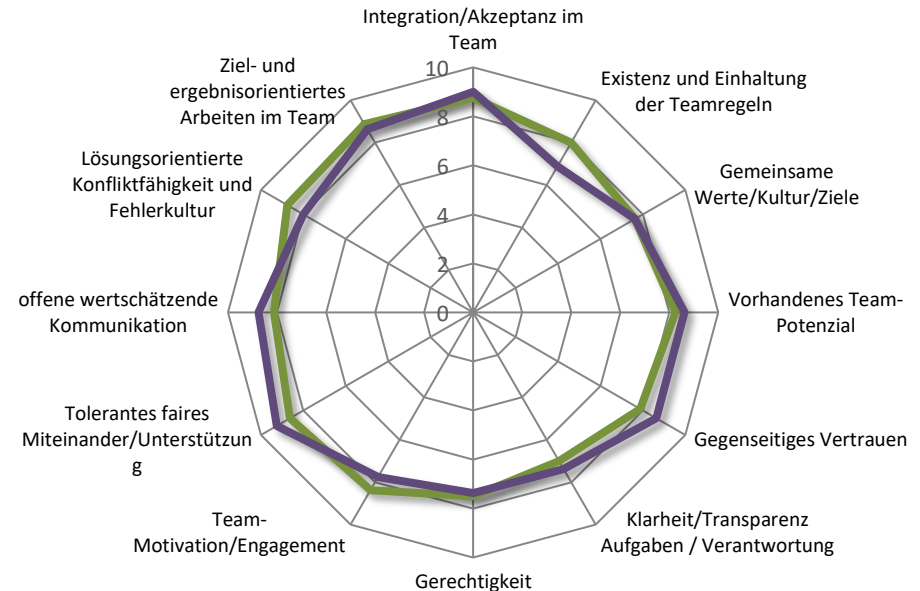 Integration/Akzeptanz im
Team
Existenz und Einhaltung
der Teamregeln
Gemeinsame
Werte/Kultur/Ziele
Vorhandenes Team-
Potenzial
Gegenseitiges Vertrauen
Klarheit/Transparenz
Aufgaben / Verantwortung
Gerechtigkeit
Team-
Motivation/Engagement
Tolerantes faires
Miteinander/Unterstützun
g
offene wertschätzende
Kommunikation
Lösungsorientierte
Konfliktfähigkeit und
Fehlerkultur
Ziel- und
ergebnisorientiertes
Arbeiten im Team
10
8
6
4
2
0